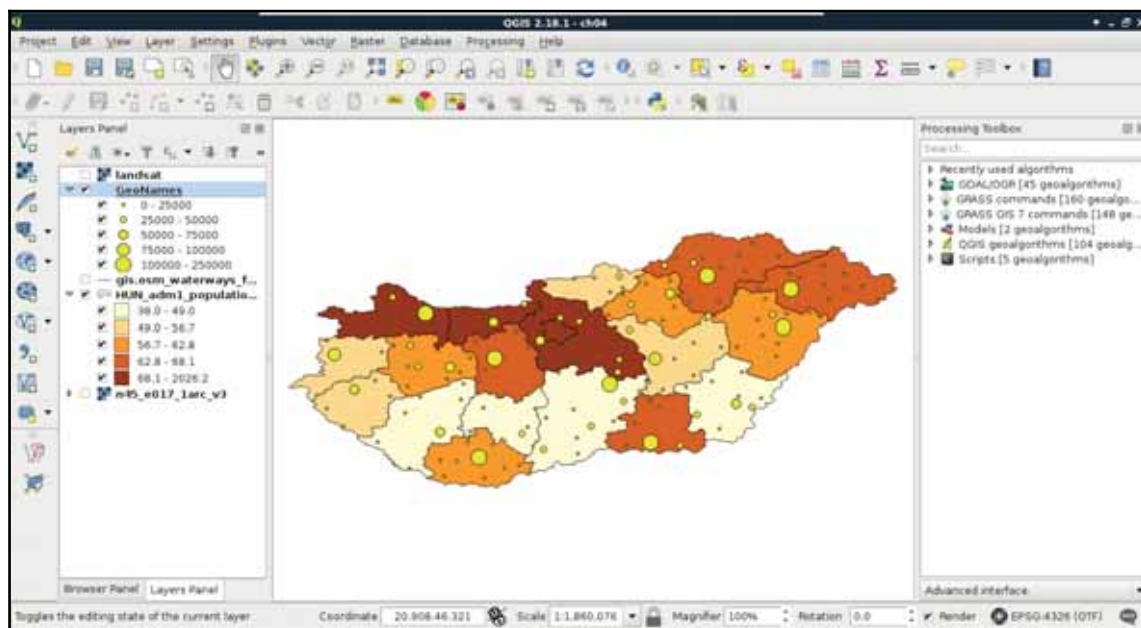 QGIS 2.18.1 - ch04
Project Edit View Layer Settings Plugins Vector Raster Database Processing Help
Layers Panel
landsat
GeoNames
0 - 25000
25000 - 50000
50000 - 75000
75000 - 100000
100000 - 250000
gis.osm_waterways_f...
HUN_adm1_populatio...
38.0 - 49.0
49.0 - 56.7
56.7 - 62.8
62.8 - 68.1
68.1 - 2026.2
n45_e017_1arc_v3
Browser Panel Layers Panel
Processing Toolbox
Search...
Recently used algorithms
GDAL/OGR [45 geoalgorithms]
GRASS commands [160 geoalgo...
GRASS GIS 7 commands [148 ge...
Models [2 geoalgorithms]
QGIS geoalgorithms [104 geoalg...
Scripts [5 geoalgorithms]
Advanced interface
Toggles the editing state of the current layer Coordinate 20.908,46.321 Scale 1:1,860,076 Magnifier 100% Rotation 0.0 Render EPSG:4326 (OTF)